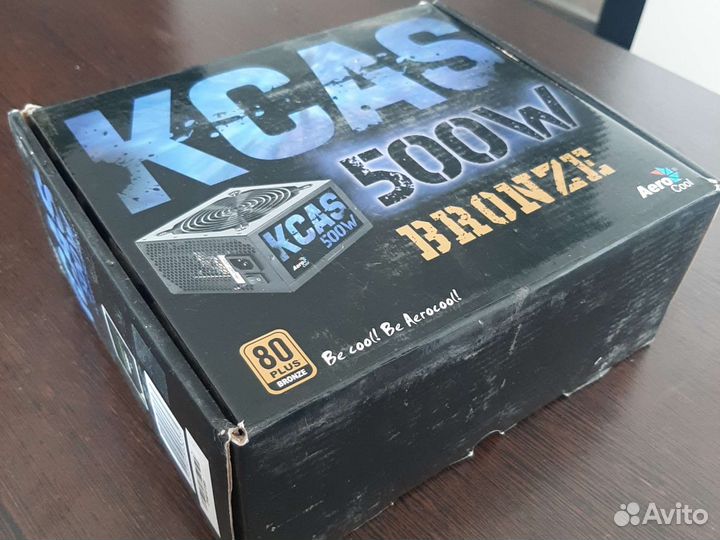 KCAS
500W
BRONZE
Aero
Cool
KCAS
500W
80
PLUS
BRONZE
Be cool! Be Aerocool!
Avito